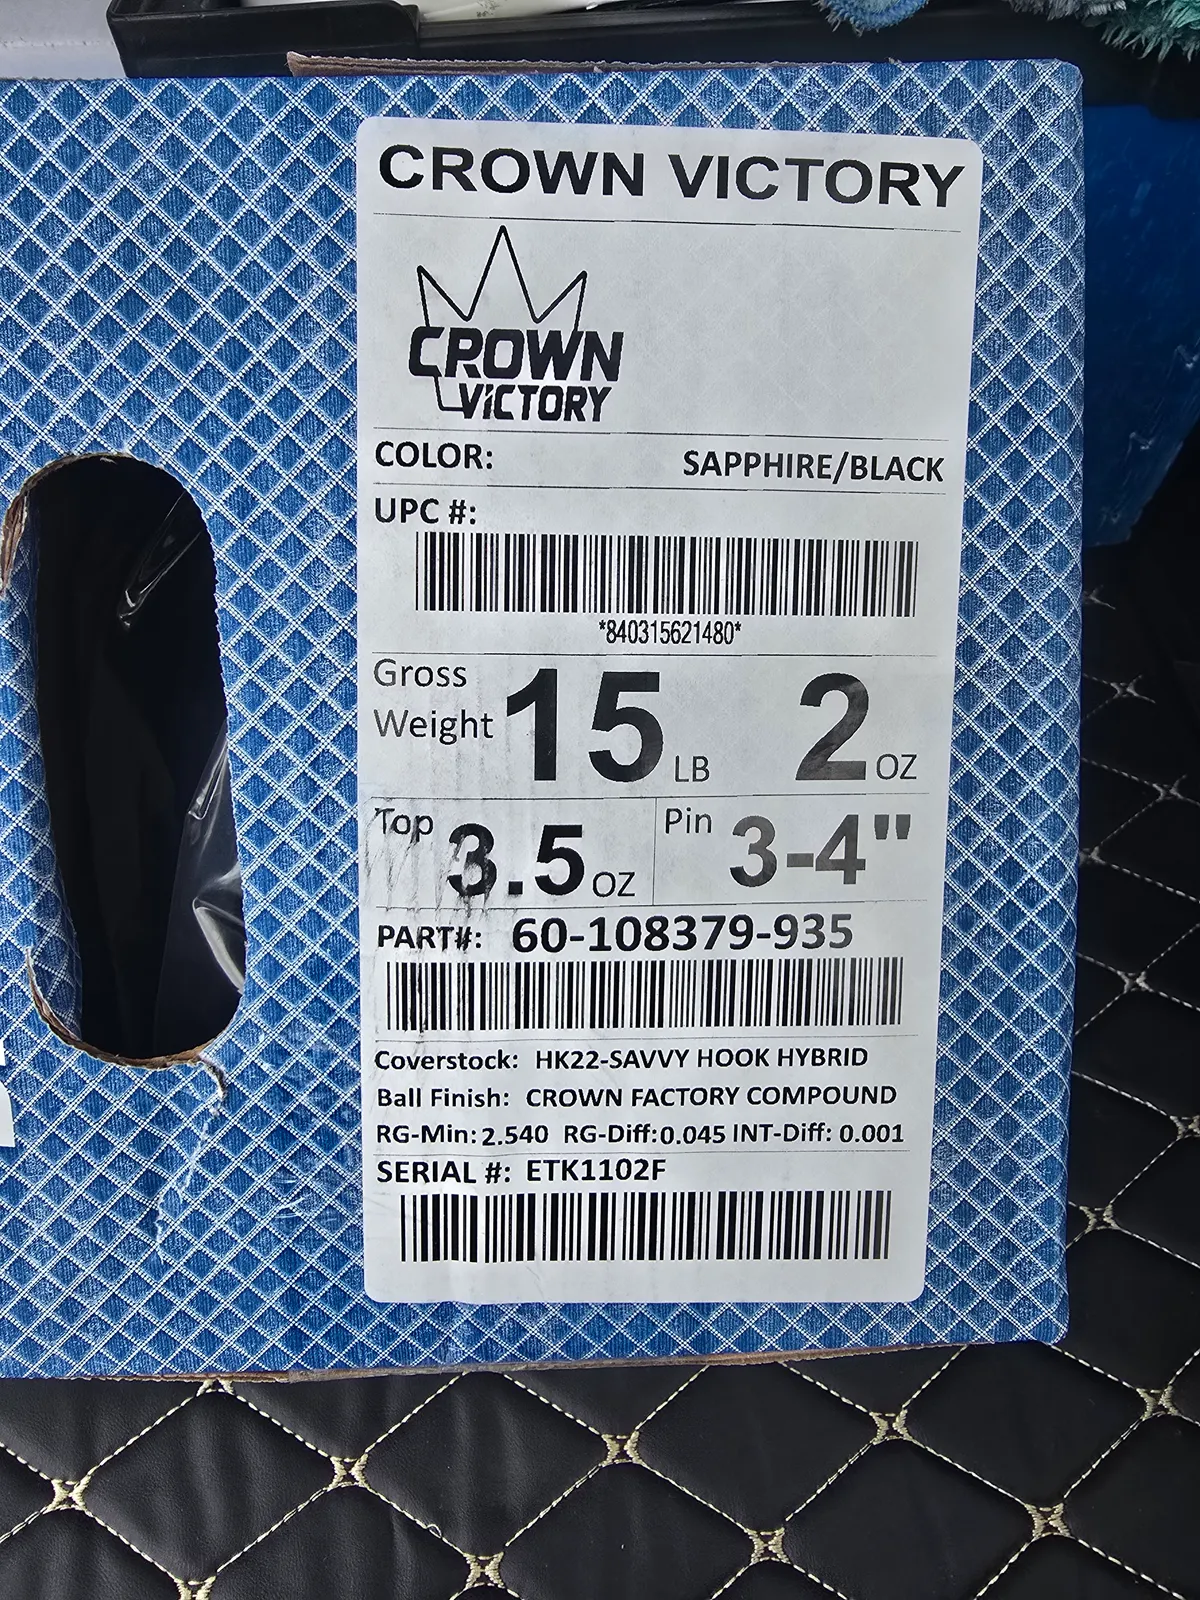 CROWN VICTORY
CROWN
VICTORY
COLOR: SAPPHIRE/BLACK
UPC #:
*840315621480*
Gross Weight 15 LB 2 OZ
Top 3.5 OZ Pin 3-4"
PART#: 60-108379-935
Coverstock: HK22-SAVVY HOOK HYBRID
Ball Finish: CROWN FACTORY COMPOUND
RG-Min: 2.540 RG-Diff: 0.045 INT-Diff: 0.001
SERIAL #: ETK1102F